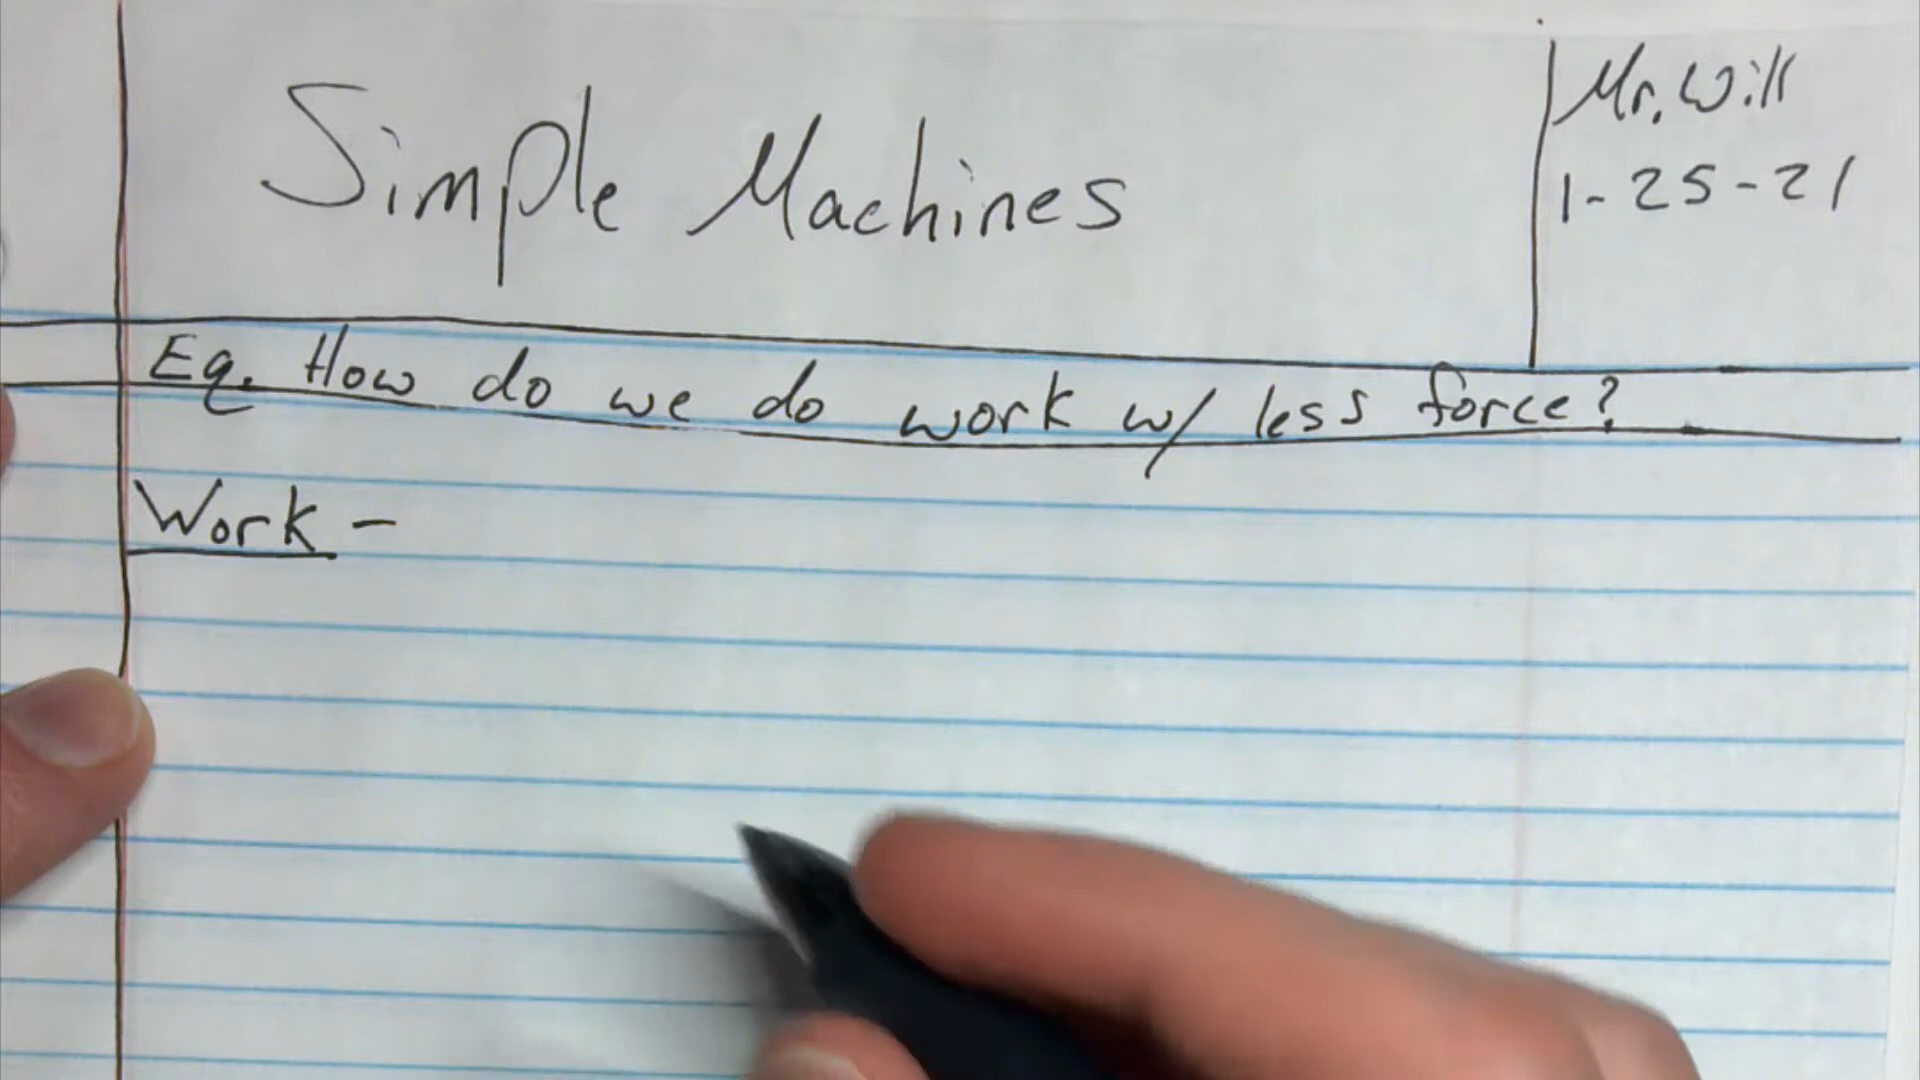 Simple Machines
Mr. Will
1-25-21
Eq. How do we do work w/ less force?
Work -